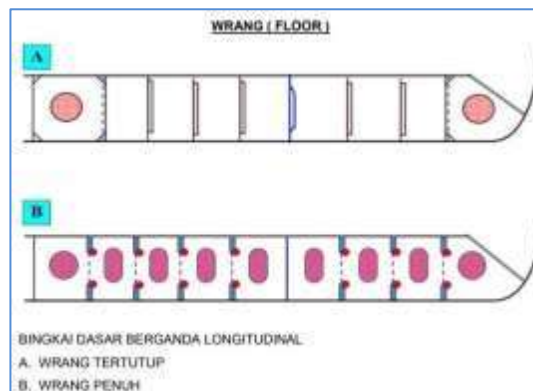 WRANG ( FLOOR )
A
B
BINGKAI DASAR BERGANDA LONGITUDINAL
A. WRANG TERTUTUP
B. WRANG PENUH